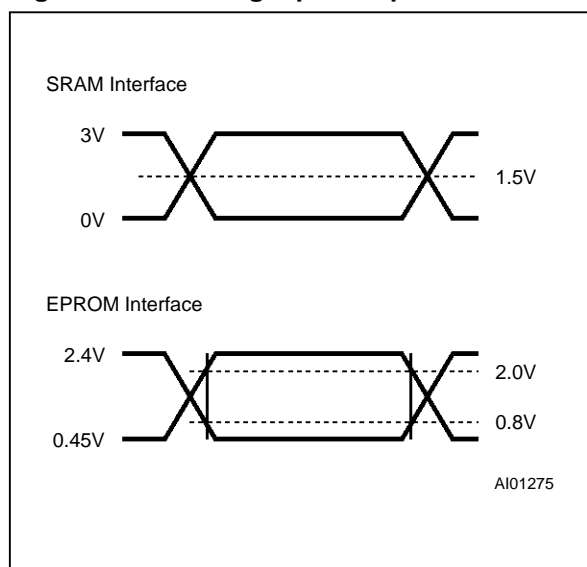 SRAM Interface
3V
1.5V
0V
EPROM Interface
2.4V
2.0V
0.8V
0.45V
AI01275